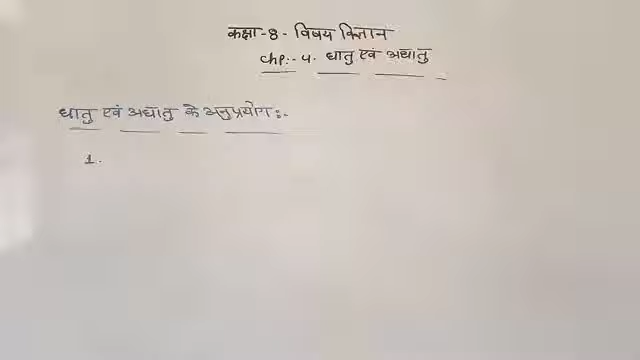 कक्षा-8- विषय विज्ञान
Chp:- 4. धातु एवं अधातु
धातु एवं अधातु के अनुप्रयोग:-
1.